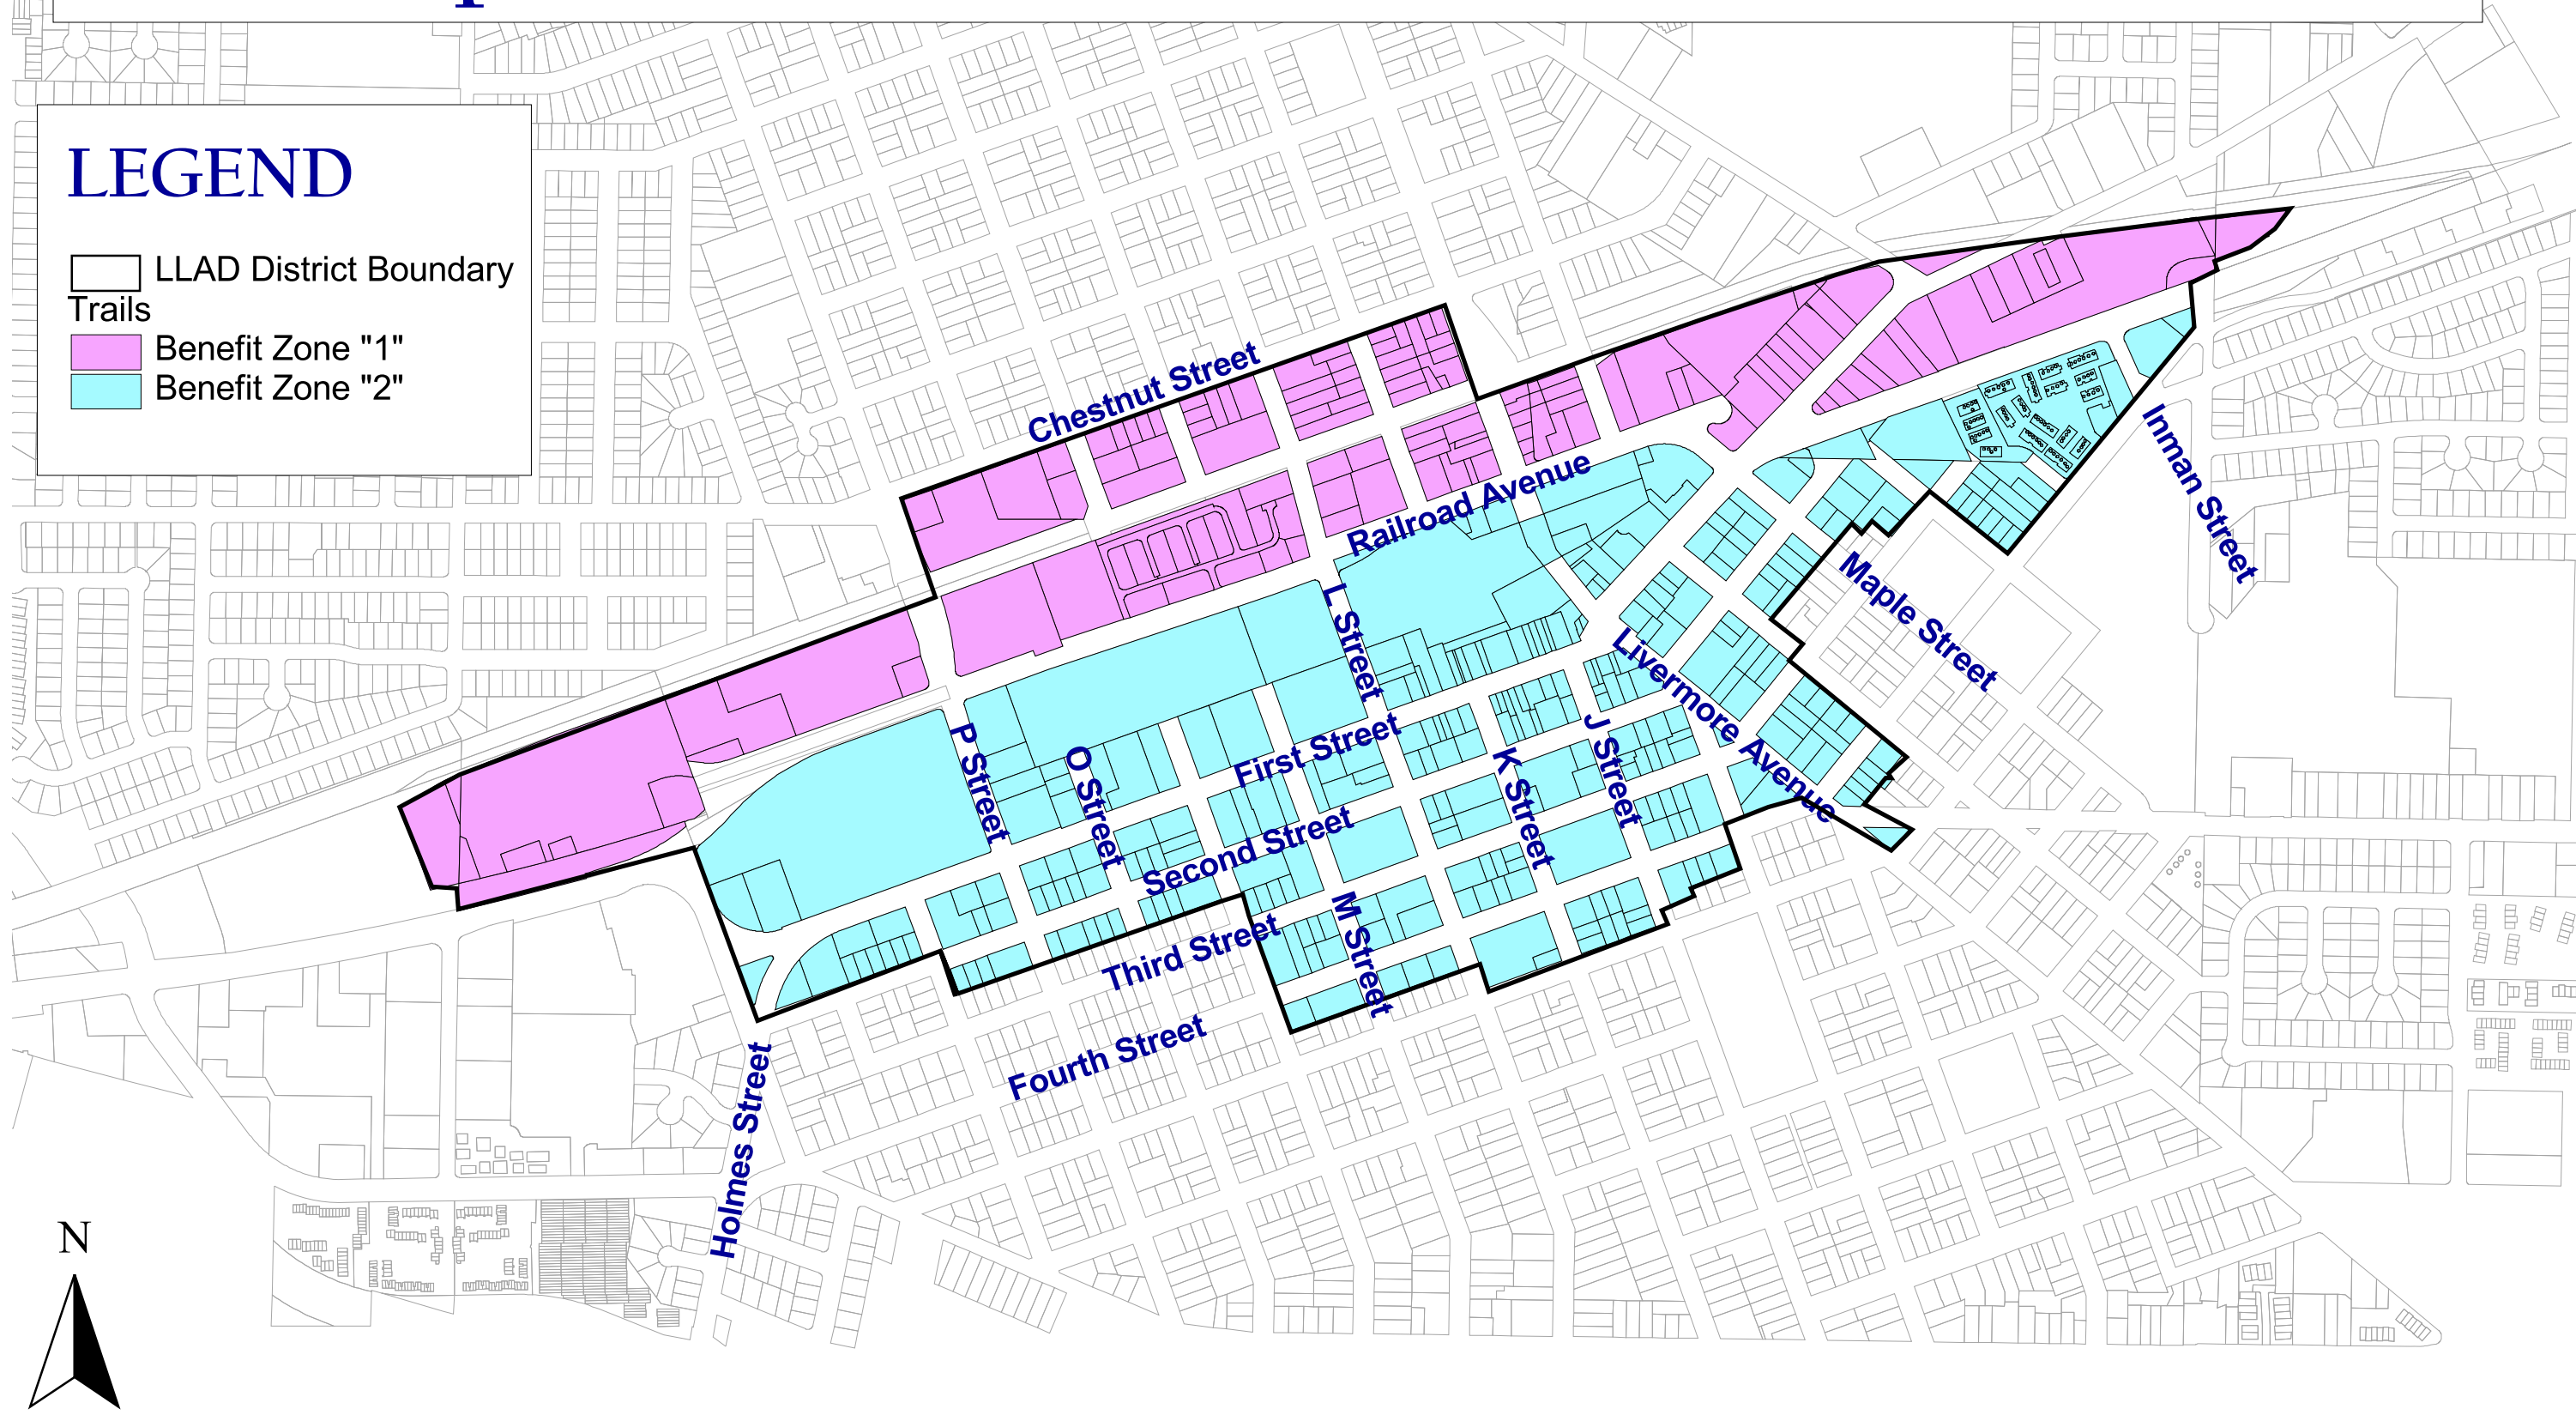 LEGEND
LLAD District Boundary
Trails
Benefit Zone "1"
Benefit Zone "2"
Chestnut Street
Railroad Avenue
Inman Street
Maple Street
L Street
Livermore Avenue
First Street
J Street
P Street
O Street
K Street
Second Street
M Street
Third Street
Fourth Street
Holmes Street
N